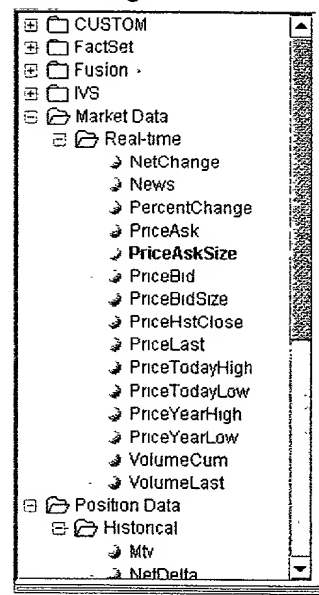 CUSTOM
FactSet
Fusion
IVS
Market Data
Real-time
NetChange
News
PercentChange
PriceAsk
PriceAskSize
PriceBid
PriceBidSize
PriceHstClose
PriceLast
PriceTodayHigh
PriceTodayLow
PriceYearHigh
PriceYearLow
VolumeCum
VolumeLast
Position Data
Historical
Mtv
NetDelta